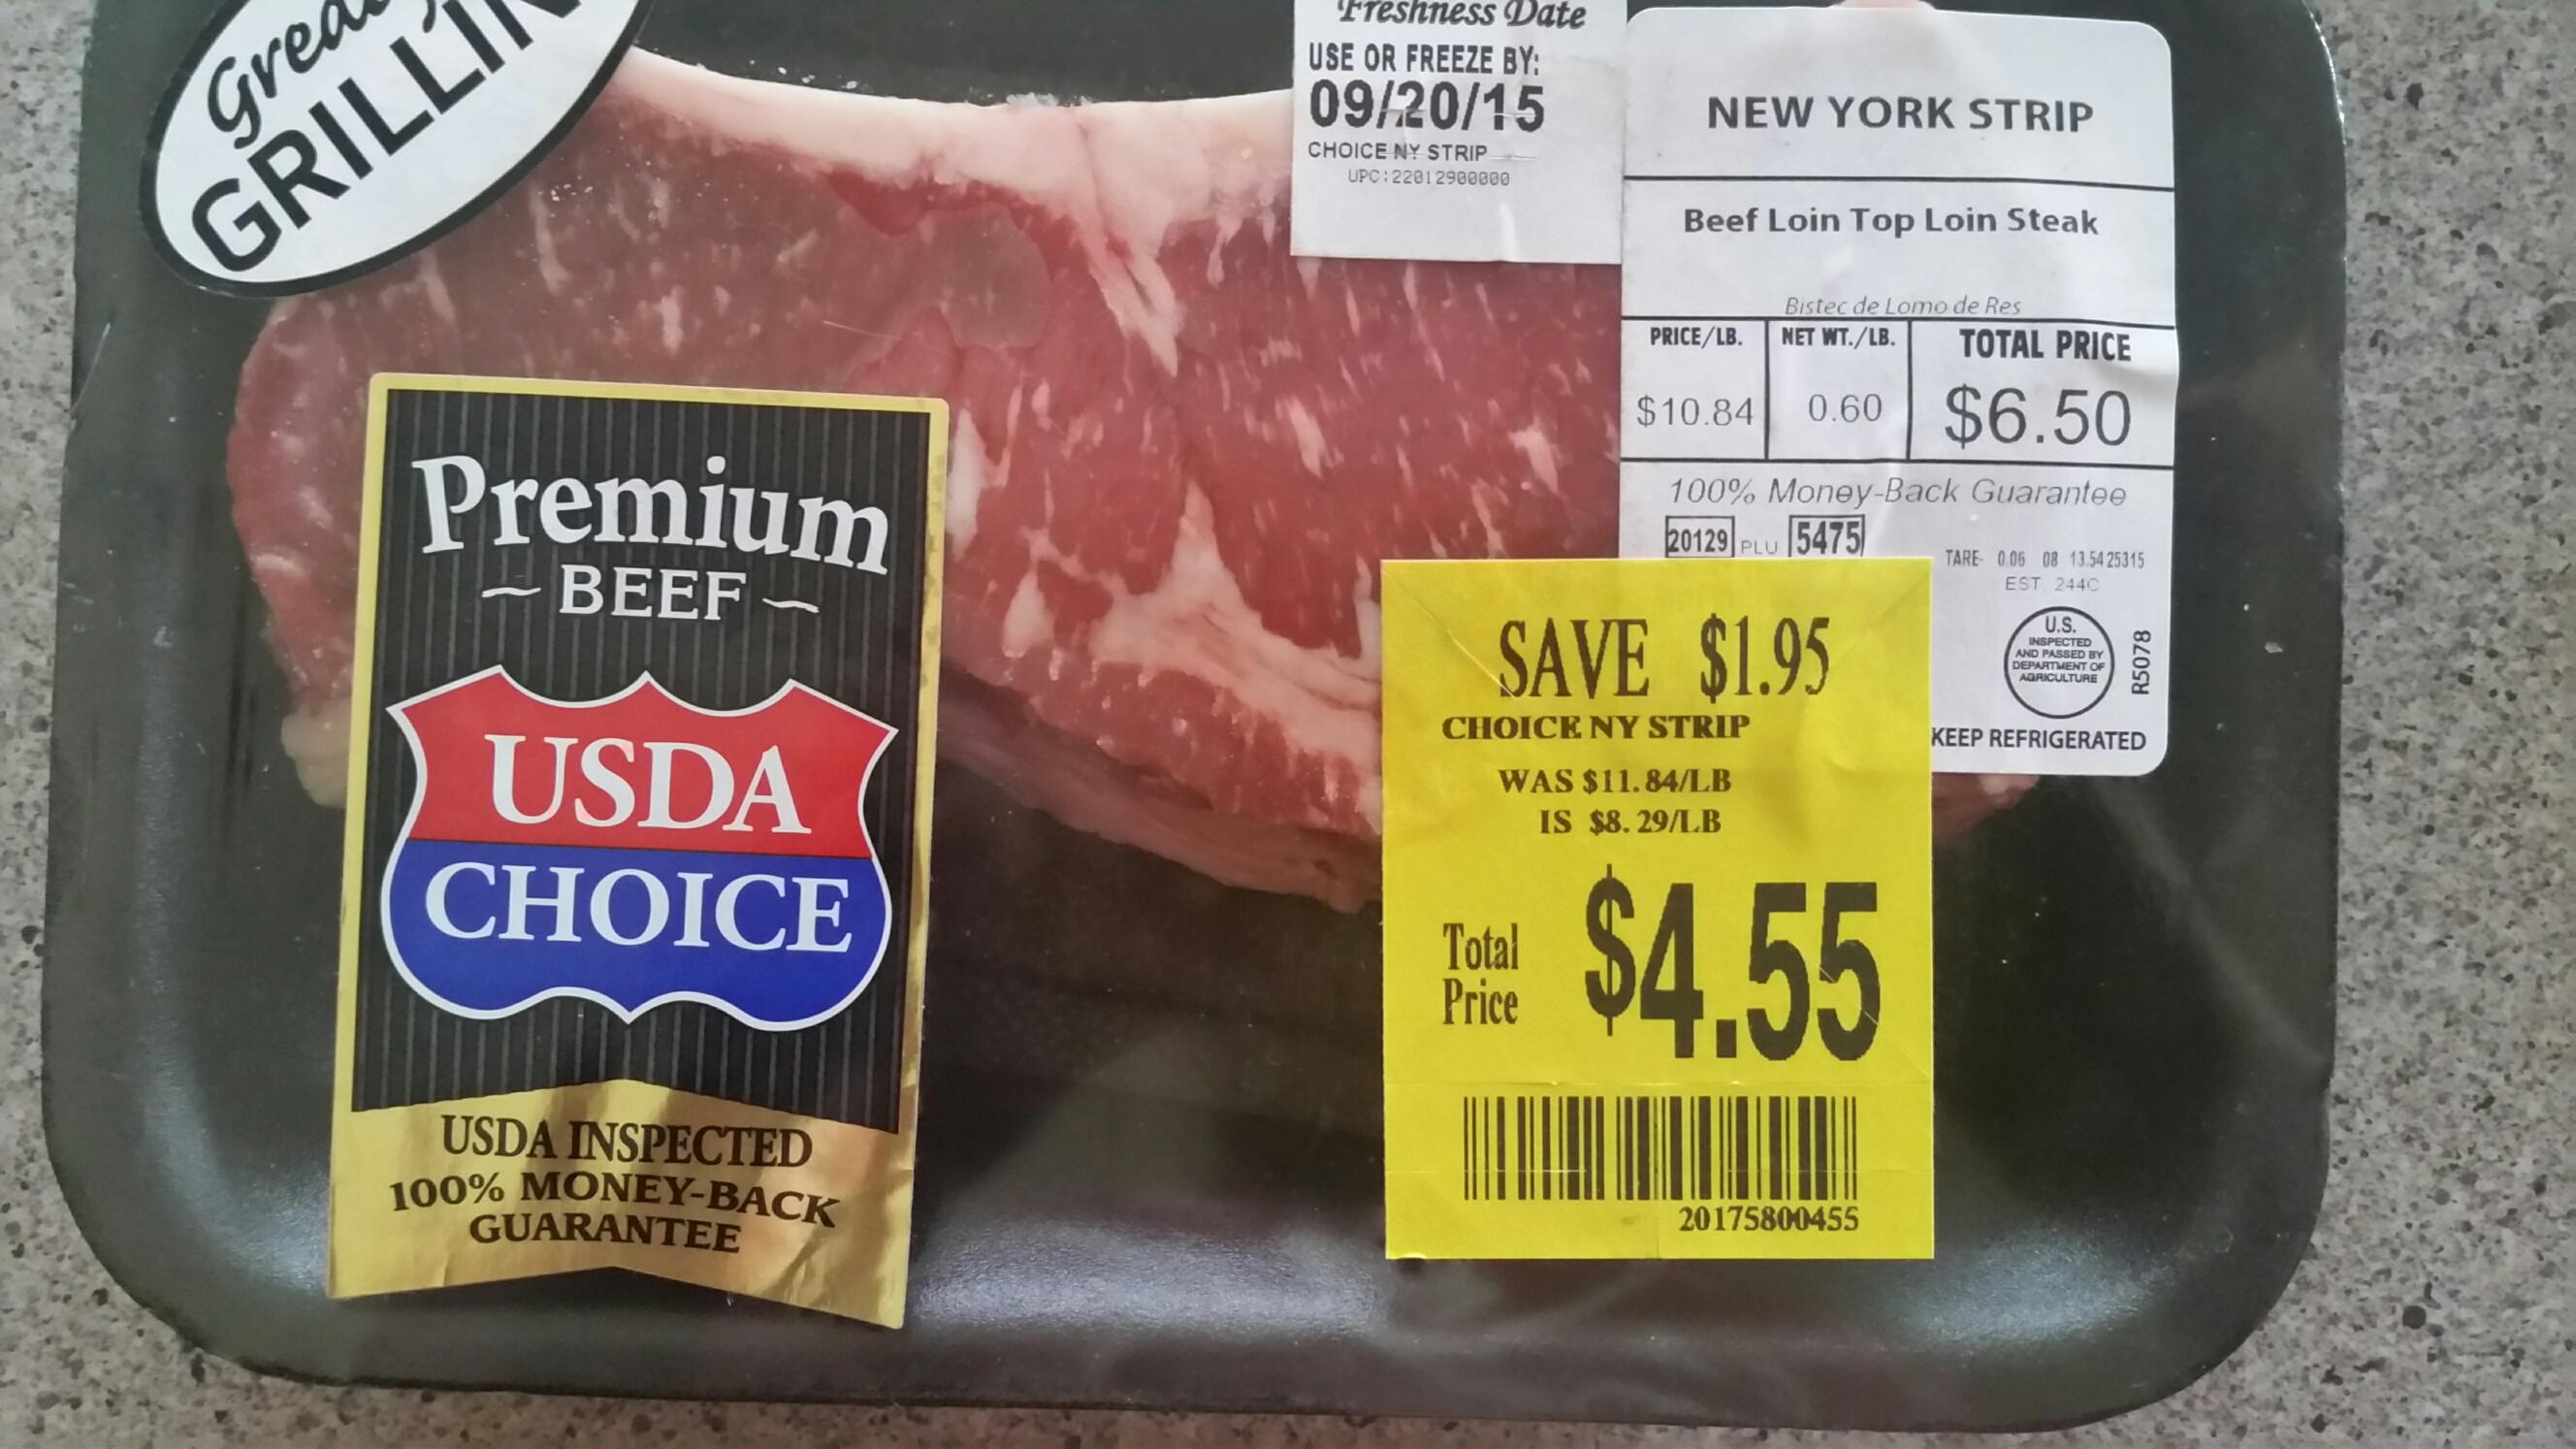 GRILLIN
Freshness Date
USE OR FREEZE BY:
09/20/15
CHOICE NY STRIP
UPC:22012900000
NEW YORK STRIP
Beef Loin Top Loin Steak
Bistec de Lomo de Res
PRICE/LB. NET WT./LB. TOTAL PRICE
$10.84 0.60 $6.50
100% Money-Back Guarantee
20129 PLU 5475
TARE- 0.06 08 13.54 25315
EST 244C
U.S.
INSPECTED
AND PASSED BY
DEPARTMENT OF
AGRICULTURE
R5078
KEEP REFRIGERATED
Premium
~ BEEF ~
USDA
CHOICE
USDA INSPECTED
100% MONEY-BACK
GUARANTEE
SAVE $1.95
CHOICE NY STRIP
WAS $11.84/LB
IS $8.29/LB
Total
Price
$4.55
20175800455